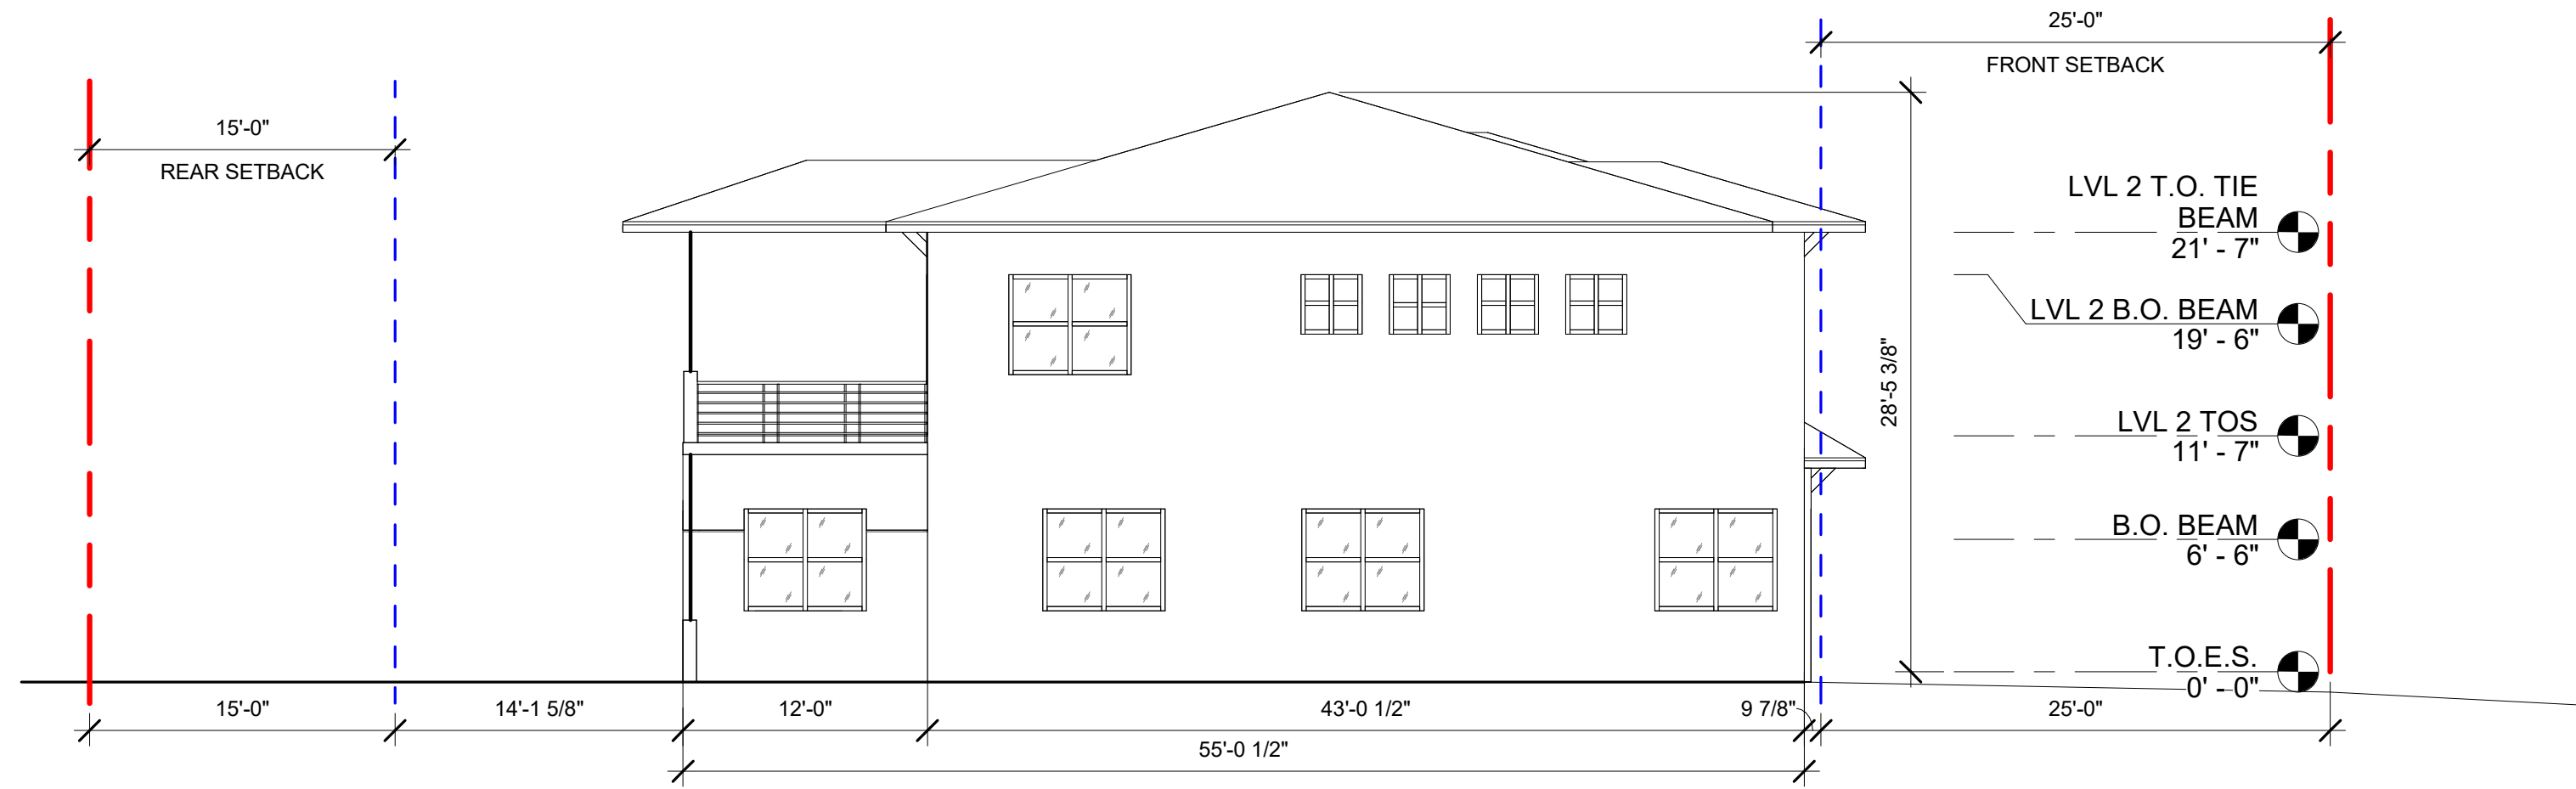 25'-0"
FRONT SETBACK
15'-0"
REAR SETBACK
LVL 2 T.O. TIE
BEAM
21' - 7"
LVL 2 B.O. BEAM
19' - 6"
28'-5 3/8"
LVL 2 TOS
11' - 7"
B.O. BEAM
6' - 6"
T.O.E.S.
0' - 0"
15'-0"
14'-1 5/8"
12'-0"
43'-0 1/2"
9 7/8"
25'-0"
55'-0 1/2"